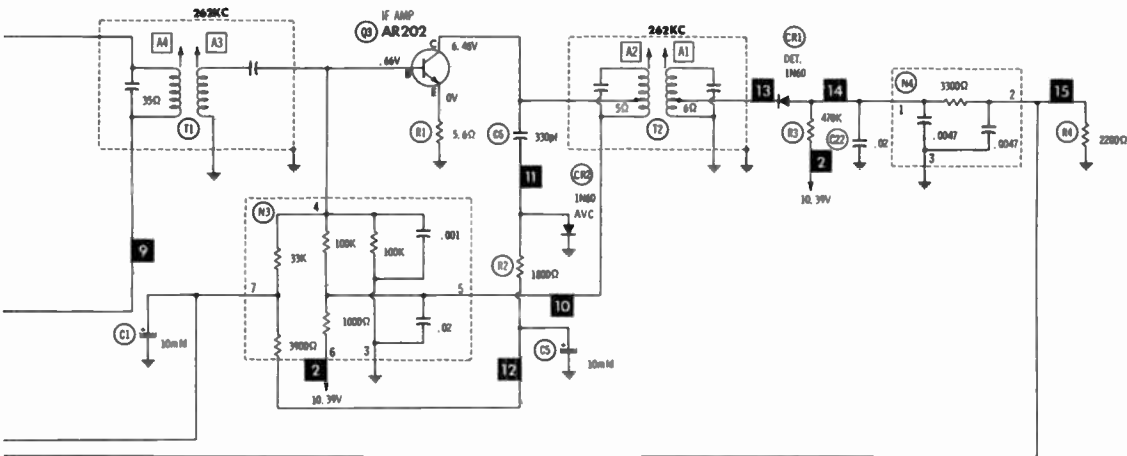 262KC
A4
A3
35Ω
T1
IF AMP
Q3 AR202
C
6.48V
.66V
B
E
0V
R1
5.6Ω
C6
330pf
11
CR2
1N60
AVC
262KC
A2
A1
5Ω
6Ω
T2
CR1
DET.
1N60
13
14
470K
R3
C22
.02
2
10.39V
N4
3300Ω
1
2
.0047
.0047
3
15
R4
2200Ω
9
N3
4
.001
33K
100K
100K
7
5
R2
1800Ω
10
C1
10mfd
3900Ω
1000Ω
.02
6
3
2
10.39V
12
C5
10mfd